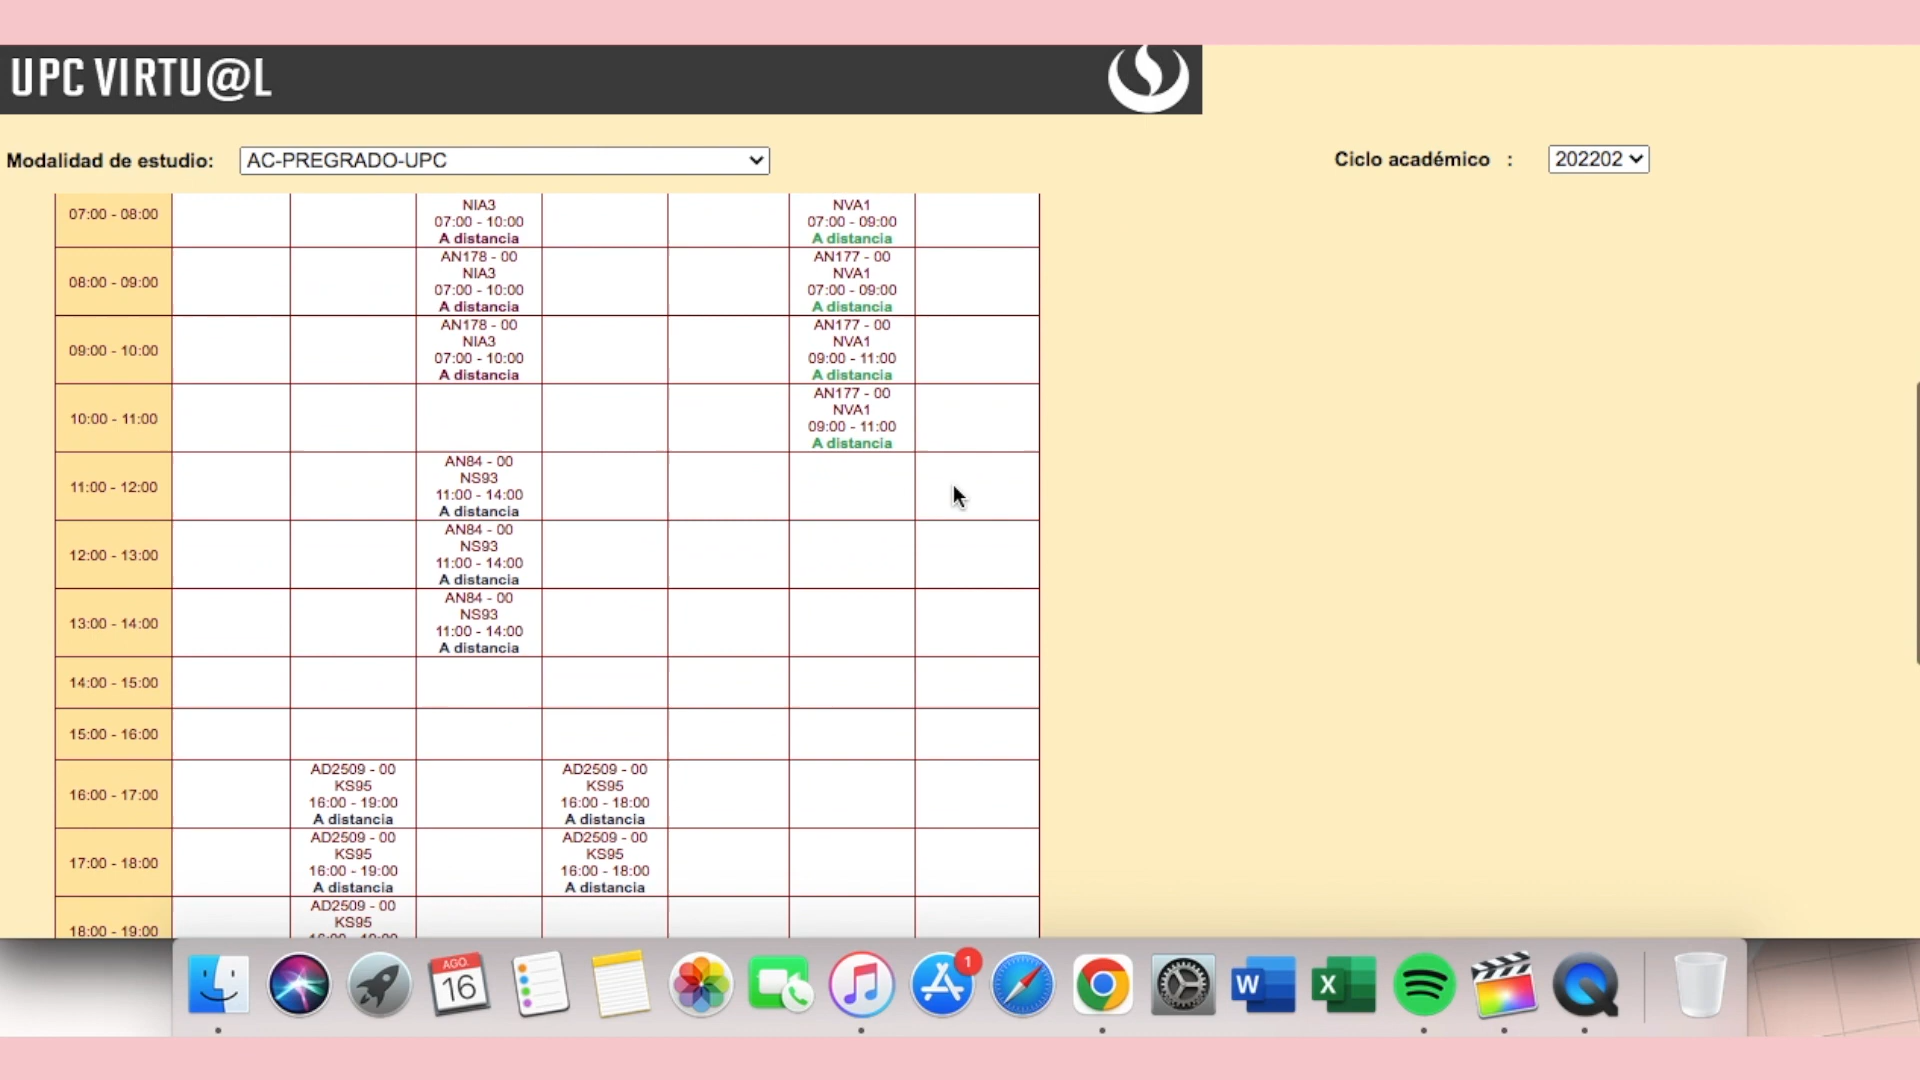 UPC VIRTU@L
Modalidad de estudio: AC-PREGRADO-UPC Ciclo académico : 202202
07:00 - 08:00
NIA3
07:00 - 10:00
A distancia
NVA1
07:00 - 09:00
A distancia
08:00 - 09:00
AN178 - 00
NIA3
07:00 - 10:00
A distancia
AN177 - 00
NVA1
07:00 - 09:00
A distancia
09:00 - 10:00
AN178 - 00
NIA3
07:00 - 10:00
A distancia
AN177 - 00
NVA1
09:00 - 11:00
A distancia
10:00 - 11:00
AN177 - 00
NVA1
09:00 - 11:00
A distancia
11:00 - 12:00
AN84 - 00
NS93
11:00 - 14:00
A distancia
12:00 - 13:00
AN84 - 00
NS93
11:00 - 14:00
A distancia
13:00 - 14:00
AN84 - 00
NS93
11:00 - 14:00
A distancia
14:00 - 15:00
15:00 - 16:00
16:00 - 17:00
AD2509 - 00
KS95
16:00 - 19:00
A distancia
AD2509 - 00
KS95
16:00 - 18:00
A distancia
17:00 - 18:00
AD2509 - 00
KS95
16:00 - 19:00
A distancia
AD2509 - 00
KS95
16:00 - 18:00
A distancia
18:00 - 19:00
AD2509 - 00
KS95
AGO.
16
1
W
X